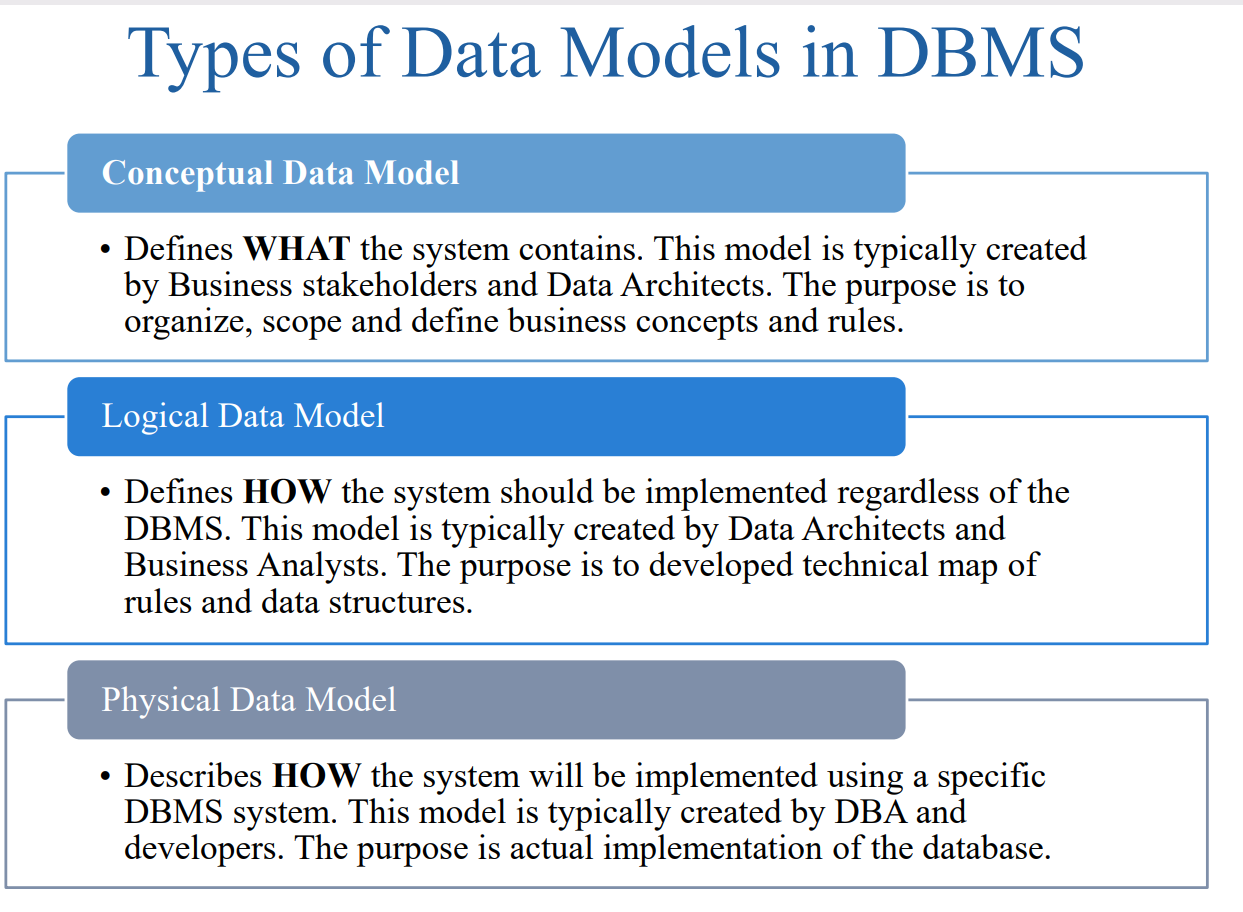 Types of Data Models in DBMS
Conceptual Data Model
• Defines WHAT the system contains. This model is typically created
by Business stakeholders and Data Architects. The purpose is to
organize, scope and define business concepts and rules.
Logical Data Model
• Defines HOW the system should be implemented regardless of the
DBMS. This model is typically created by Data Architects and
Business Analysts. The purpose is to developed technical map of
rules and data structures.
Physical Data Model
• Describes HOW the system will be implemented using a specific
DBMS system. This model is typically created by DBA and
developers. The purpose is actual implementation of the database.